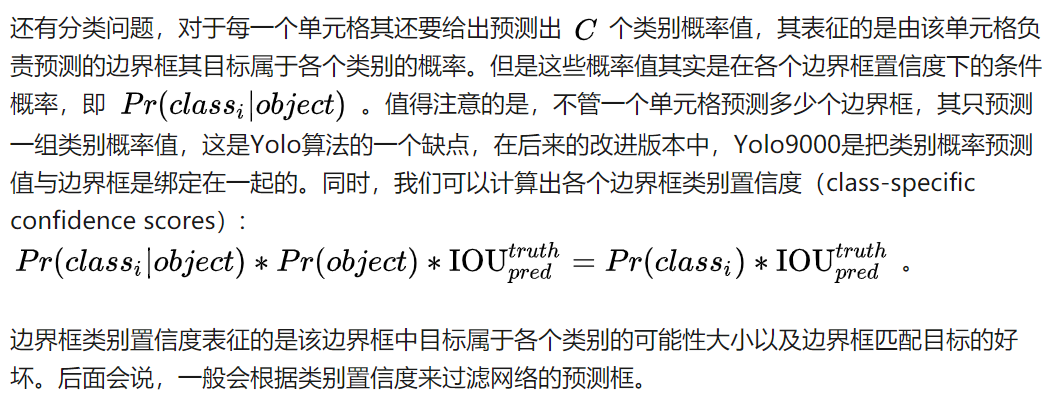 还有分类问题，对于每一个单元格其还要给出预测出 C 个类别概率值，其表征的是由该单元格负
责预测的边界框其目标属于各个类别的概率。但是这些概率值其实是在各个边界框置信度下的条件
概率，即 Pr(class_i|object) 。值得注意的是，不管一个单元格预测多少个边界框，其只预测
一组类别概率值，这是Yolo算法的一个缺点，在后来的改进版本中，Yolo9000是把类别概率预测
值与边界框是绑定在一起的。同时，我们可以计算出各个边界框类别置信度（class-specific
confidence scores）:
Pr(class_i|object) * Pr(object) * IOU^{truth}_{pred} = Pr(class_i) * IOU^{truth}_{pred} 。
边界框类别置信度表征的是该边界框中目标属于各个类别的可能性大小以及边界框匹配目标的好
坏。后面会说，一般会根据类别置信度来过滤网络的预测框。